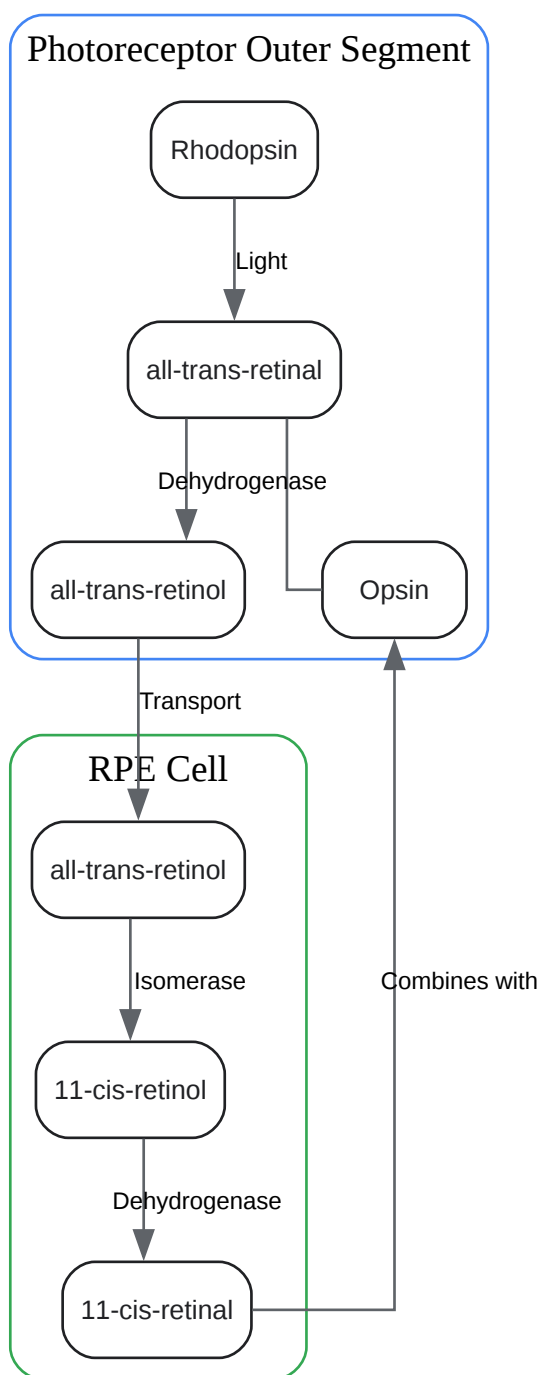 Photoreceptor Outer Segment
Rhodopsin
Light
all-trans-retinal
Dehydrogenase
all-trans-retinol
Opsin
Transport
RPE Cell
all-trans-retinol
Isomerase
Combines with
11-cis-retinol
Dehydrogenase
11-cis-retinal